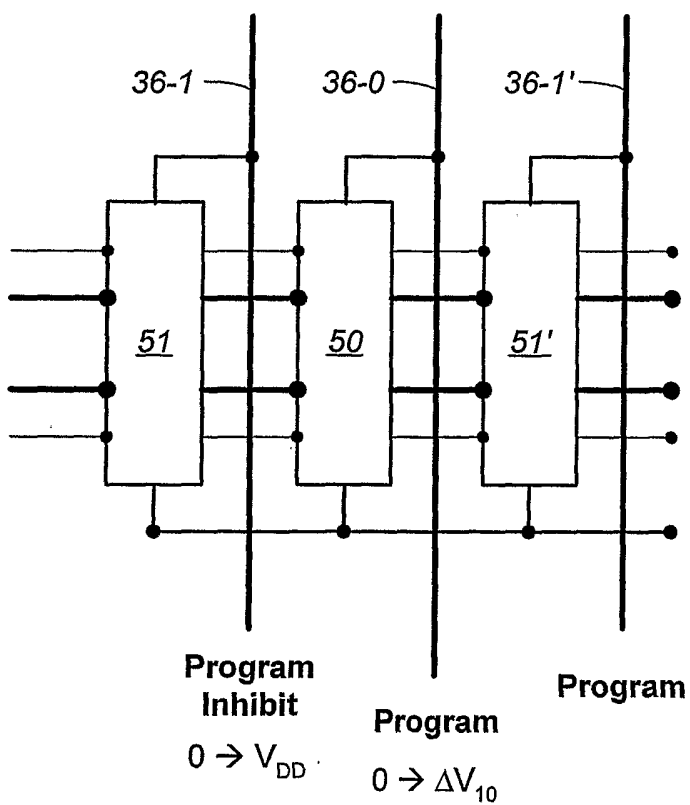 36-1
36-0
36-1'
51
50
51'
Program
Inhibit
0 → V_DD
Program
0 → ΔV_10
Program